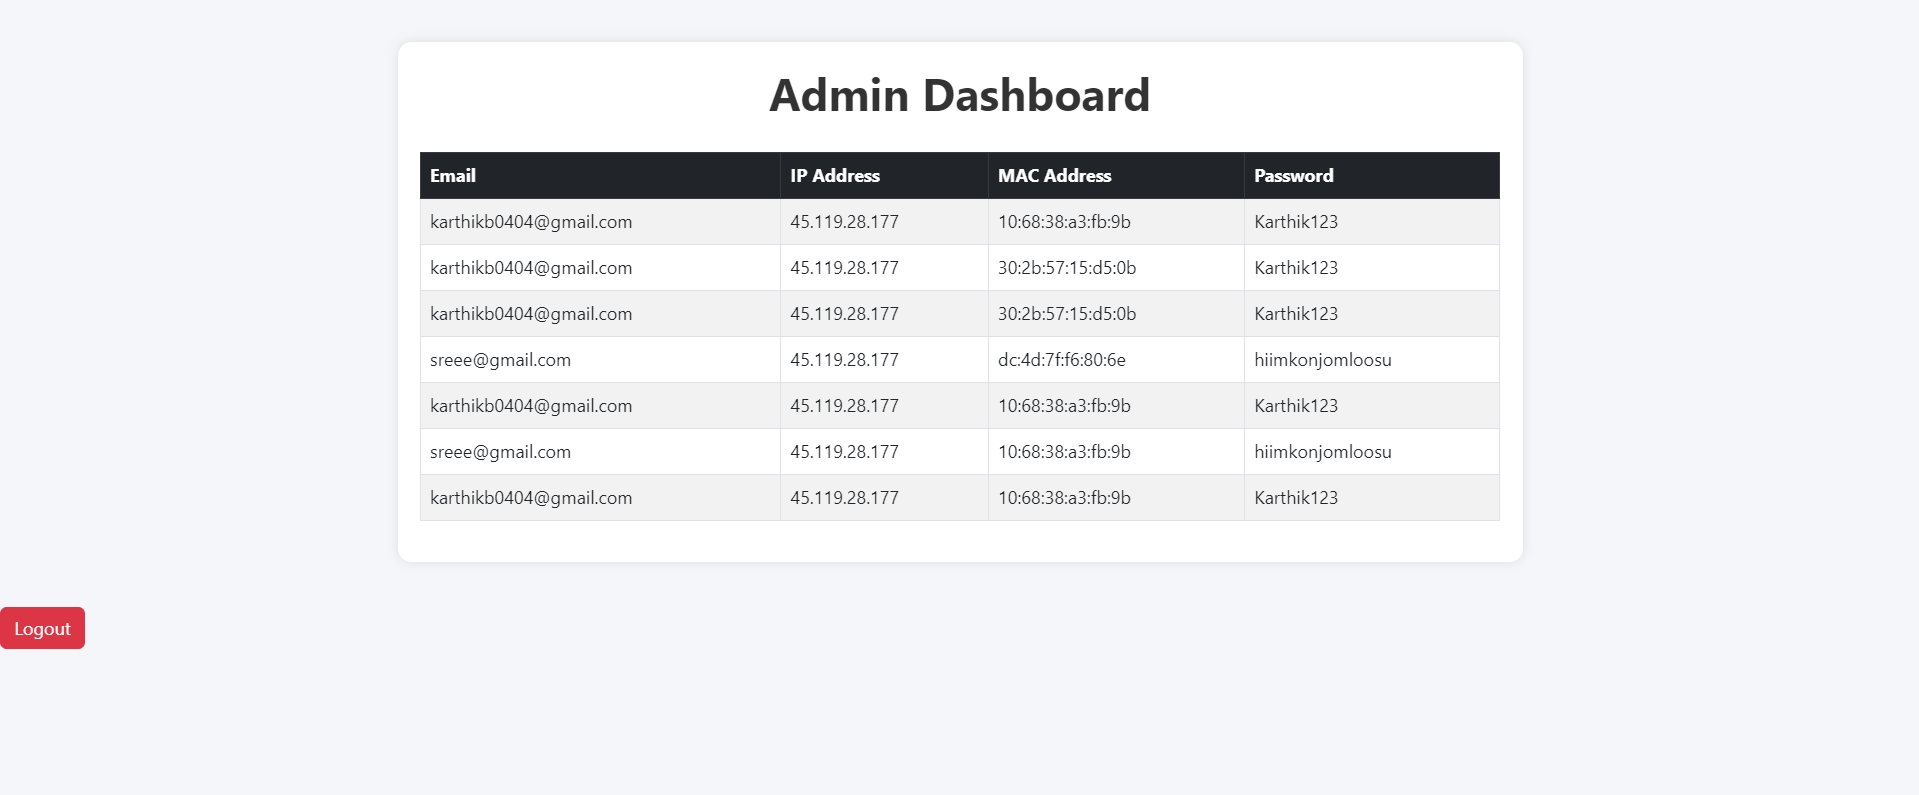 Admin Dashboard
Email IP Address MAC Address Password
karthikb0404@gmail.com 45.119.28.177 10:68:38:a3:fb:9b Karthik123
karthikb0404@gmail.com 45.119.28.177 30:2b:57:15:d5:0b Karthik123
karthikb0404@gmail.com 45.119.28.177 30:2b:57:15:d5:0b Karthik123
sreee@gmail.com 45.119.28.177 dc:4d:7f:f6:80:6e hiimkonjomloosu
karthikb0404@gmail.com 45.119.28.177 10:68:38:a3:fb:9b Karthik123
sreee@gmail.com 45.119.28.177 10:68:38:a3:fb:9b hiimkonjomloosu
karthikb0404@gmail.com 45.119.28.177 10:68:38:a3:fb:9b Karthik123
Logout